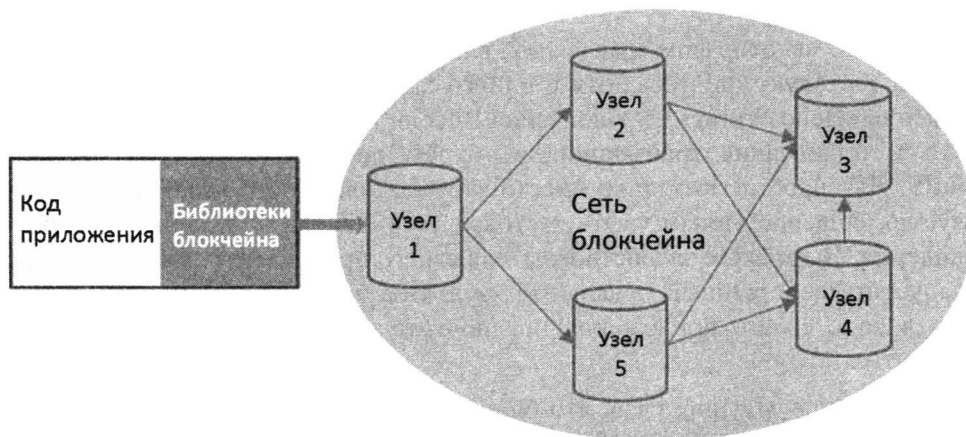 Код
приложения
Библиотеки
блокчейна
Узел
1
Узел
2
Узел
3
Сеть
блокчейна
Узел
4
Узел
5